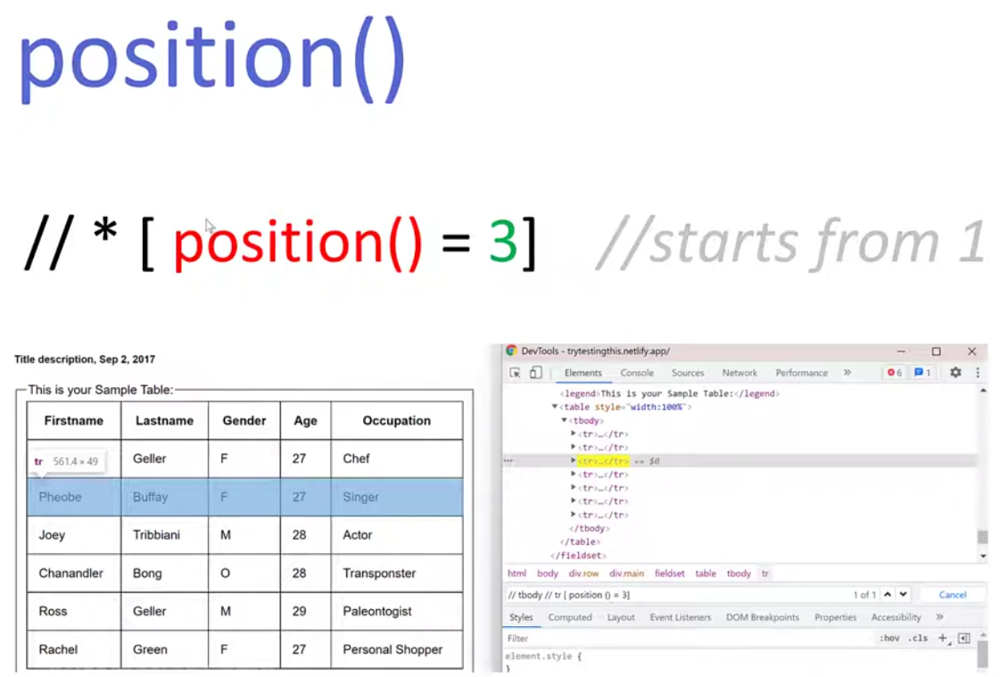 position()
// * [ position() = 3]  //starts from 1
Title description, Sep 2, 2017
This is your Sample Table:
Firstname Lastname Gender Age Occupation
tr 561.4 × 49 Geller F 27 Chef
Pheobe Buffay F 27 Singer
Joey Tribbiani M 28 Actor
Chanandler Bong O 28 Transponster
Ross Geller M 29 Paleontogist
Rachel Green F 27 Personal Shopper
DevTools - trytestingthis.netlify.app/
Elements Console Sources Network Performance » 6 1
<legend>This is your Sample Table:</legend>
▼<table style="width:100%">
▼<tbody>
▶<tr>…</tr>
▶<tr>…</tr>
… ▶<tr>…</tr> == $0
▶<tr>…</tr>
▶<tr>…</tr>
▶<tr>…</tr>
▶<tr>…</tr>
</tbody>
</table>
</fieldset>
html body div.row div.main fieldset table tbody tr
// tbody // tr [ position () = 3] 1 of 1 Cancel
Styles Computed Layout Event Listeners DOM Breakpoints Properties Accessibility »
Filter :hov .cls +
element.style {
}